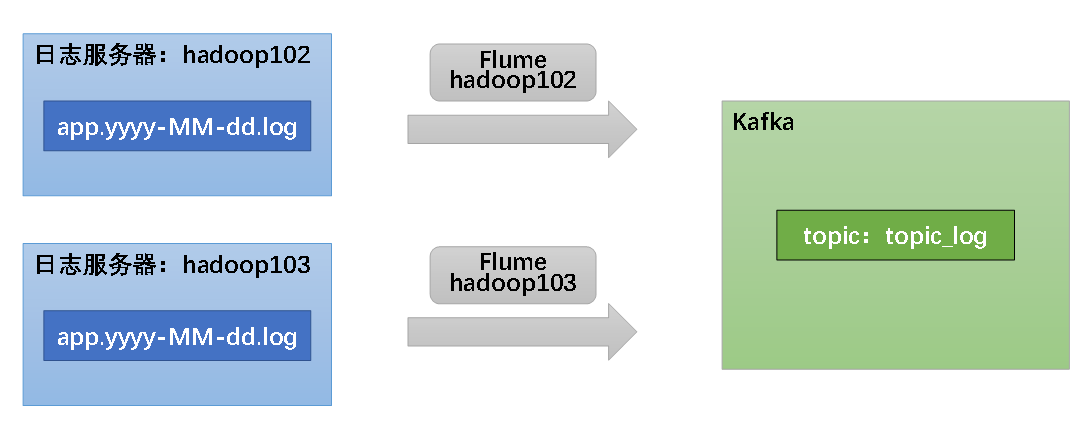 日志服务器：hadoop102
app.yyyy-MM-dd.log
Flume
hadoop102
日志服务器：hadoop103
app.yyyy-MM-dd.log
Flume
hadoop103
Kafka
topic：topic_log